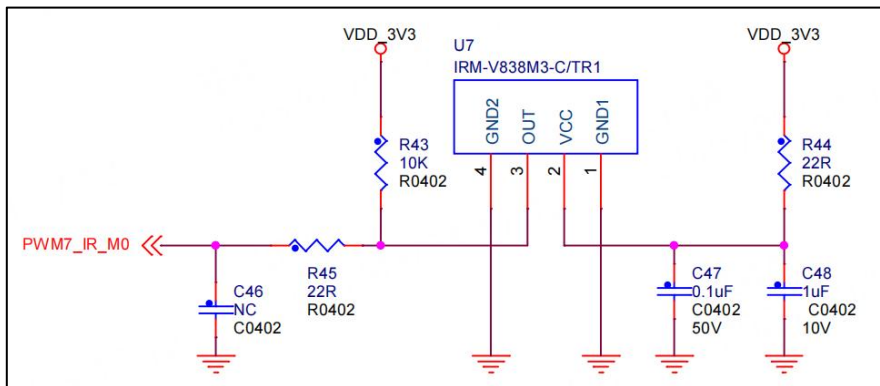 VDD_3V3
U7
IRM-V838M3-C/TR1
VDD_3V3
GND2
OUT
VCC
GND1
4
3
2
1
R43
10K
R0402
R44
22R
R0402
PWM7_IR_M0
R45
22R
R0402
C46
NC
C0402
C47
0.1uF
C0402
50V
C48
1uF
C0402
10V